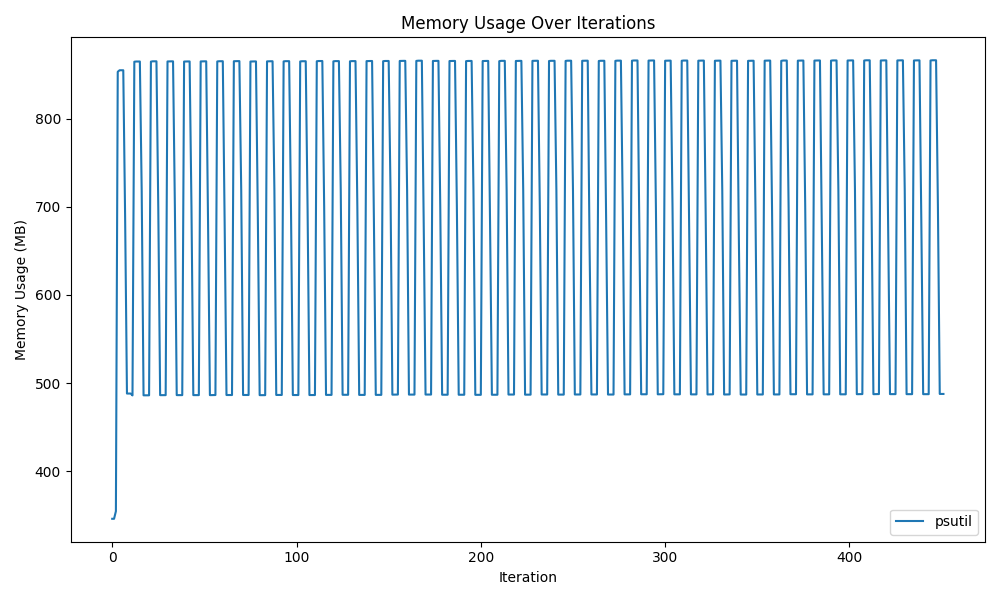 Memory Usage Over Iterations
800
700
600
500
400
Memory Usage (MB)
psutil
0 100 200 300 400
Iteration